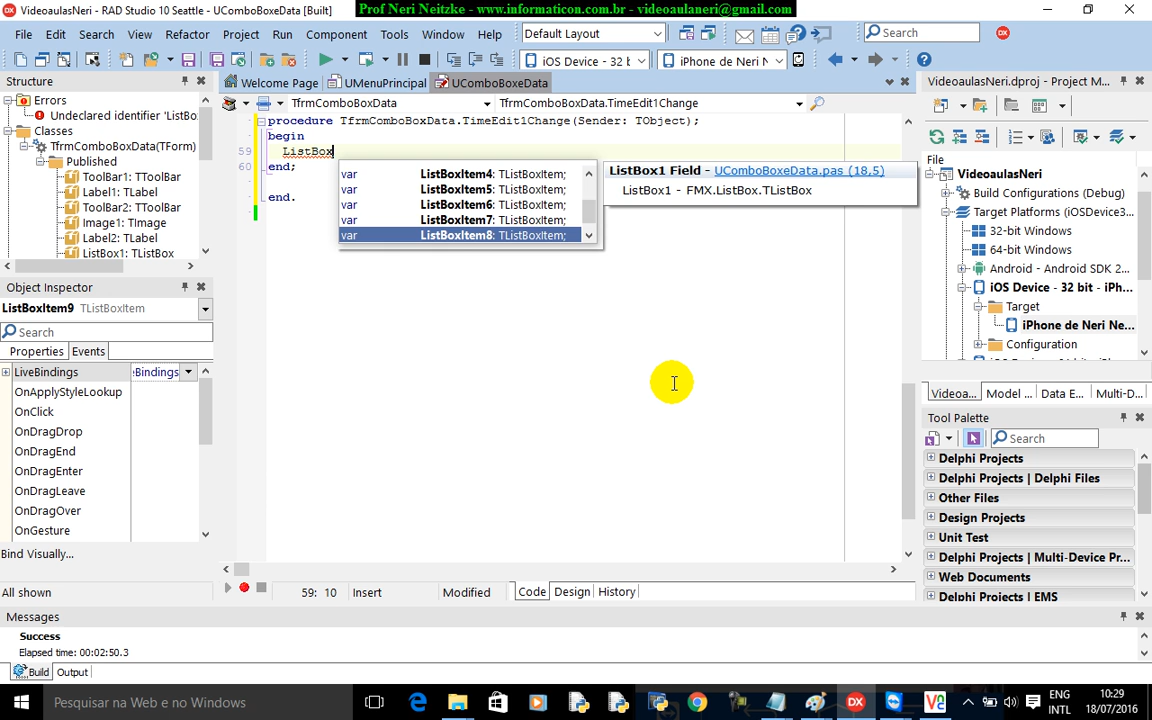 VideoaulasNeri - RAD Studio 10 Seattle - UComboBoxeData [Built]
Prof Neri Neitzke - www.informaticon.com.br - videoaulaneri@gmail.com
File Edit Search View Refactor Project Run Component Tools Window Help
Default Layout
Search
iOS Device - 32 b
iPhone de Neri N
Structure
Errors
Undeclared identifier 'ListBo
Classes
TfrmComboBoxData(TForm)
Published
ToolBar1: TToolBar
Label1: TLabel
ToolBar2: TToolBar
Image1: TImage
Label2: TLabel
ListBox1: TListBox
Object Inspector
ListBoxItem9 TListBoxItem
Search
Properties Events
LiveBindings
Bindings
OnApplyStyleLookup
OnClick
OnDragDrop
OnDragEnd
OnDragEnter
OnDragLeave
OnDragOver
OnGesture
Bind Visually...
All shown
Welcome Page UMenuPrincipal UComboBoxeData
TfrmComboBoxData
TfrmComboBoxData.TimeEdit1Change
procedure TfrmComboBoxData.TimeEdit1Change(Sender: TObject);
begin
59 ListBox
60 end;
end.
var ListBoxItem4: TListBoxItem;
var ListBoxItem5: TListBoxItem;
var ListBoxItem6: TListBoxItem;
var ListBoxItem7: TListBoxItem;
var ListBoxItem8: TListBoxItem;
ListBox1 Field - UComboBoxeData.pas (18,5)
ListBox1 - FMX.ListBox.TListBox
59: 10 Insert Modified Code Design History
VideoaulasNeri.dproj - Project M...
File
VideoaulasNeri
Build Configurations (Debug)
Target Platforms (iOSDevice3...
32-bit Windows
64-bit Windows
Android - Android SDK 2...
iOS Device - 32 bit - iPh...
Target
iPhone de Neri Ne...
Configuration
Videoa... Model ... Data E... Multi-D...
Tool Palette
Search
Delphi Projects
Delphi Projects | Delphi Files
Other Files
Design Projects
Unit Test
Delphi Projects | Multi-Device Pr...
Web Documents
Delphi Projects | EMS
Messages
Success
Elapsed time: 00:02:50.3
Build Output
Pesquisar na Web e no Windows
ENG
INTL
10:29
18/07/2016